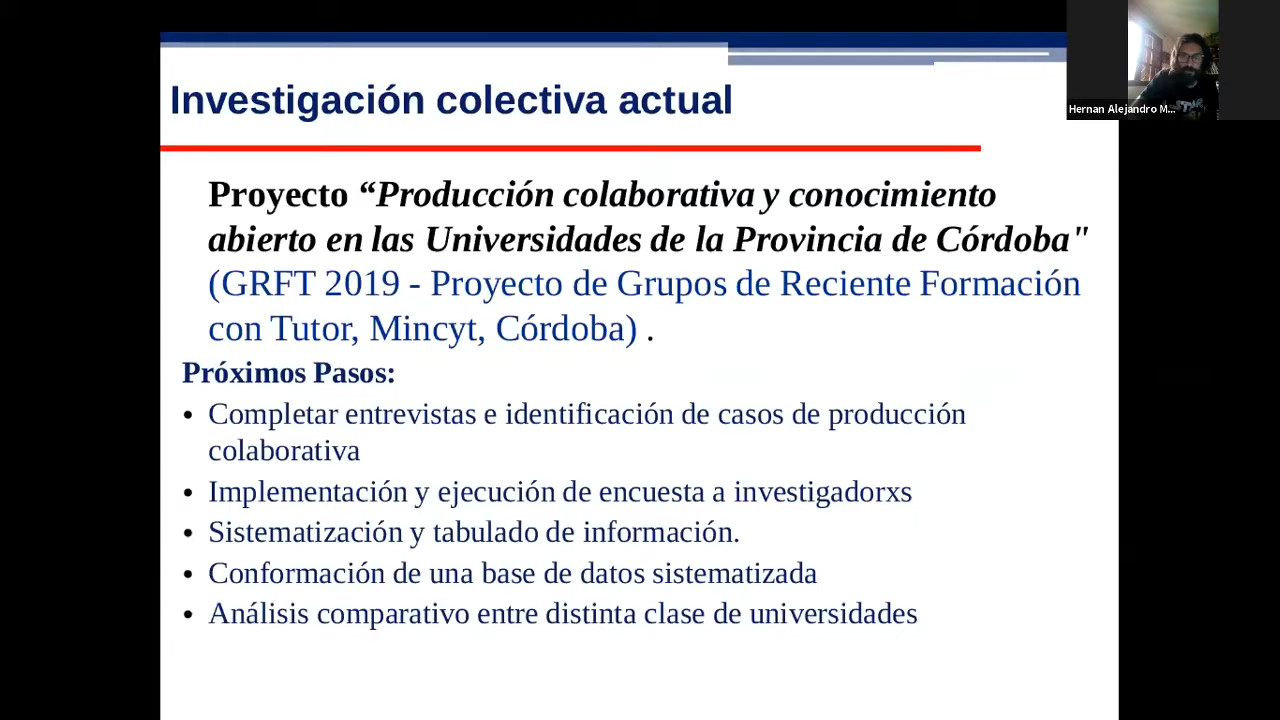 Investigación colectiva actual
Hernan Alejandro M...
Proyecto “Producción colaborativa y conocimiento
abierto en las Universidades de la Provincia de Córdoba"
(GRFT 2019 - Proyecto de Grupos de Reciente Formación
con Tutor, Mincyt, Córdoba) .
Próximos Pasos:
• Completar entrevistas e identificación de casos de producción
colaborativa
• Implementación y ejecución de encuesta a investigadorxs
• Sistematización y tabulado de información.
• Conformación de una base de datos sistematizada
• Análisis comparativo entre distinta clase de universidades